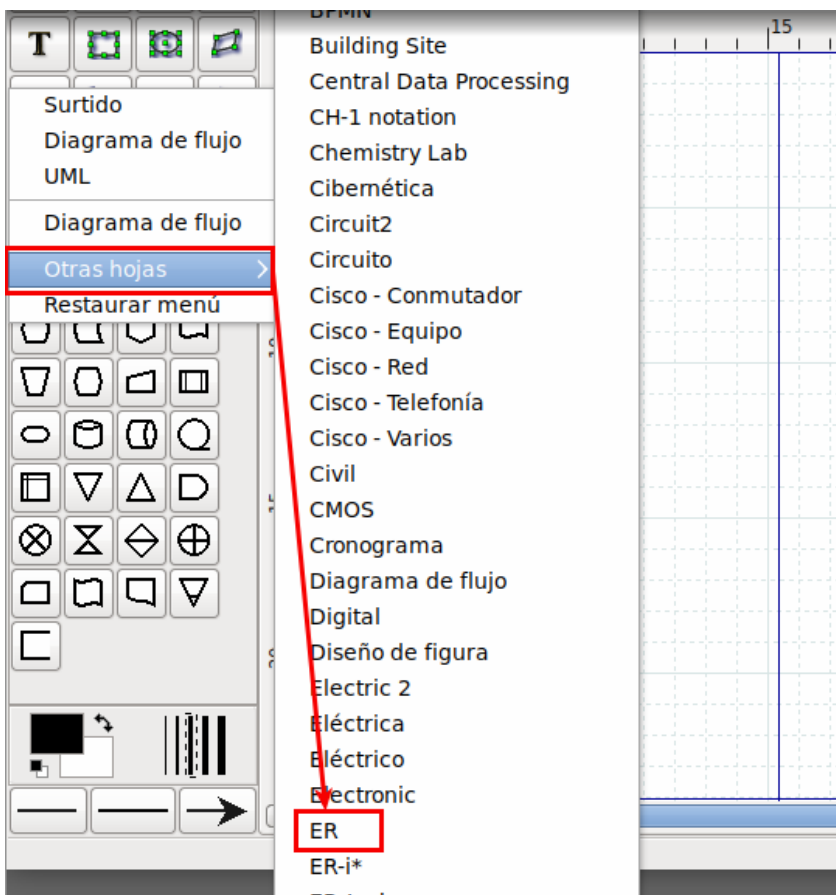 BPMN
15
T
Building Site
Surtido
Central Data Processing
Diagrama de flujo
CH-1 notation
UML
Chemistry Lab
Cibernética
Diagrama de flujo
Circuit2
Otras hojas
Circuito
Restaurar menú
Cisco - Conmutador
Cisco - Equipo
Cisco - Red
Cisco - Telefonía
Cisco - Varios
Civil
CMOS
Cronograma
Diagrama de flujo
Digital
Diseño de figura
Electric 2
Eléctrica
Eléctrico
Electronic
ER
ER-i*